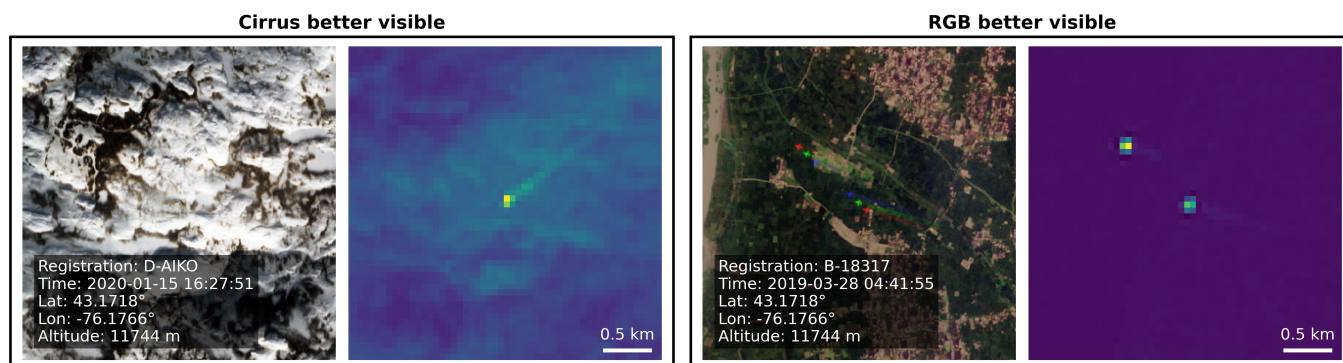 Cirrus better visible
RGB better visible
Registration: D-AIKO
Time: 2020-01-15 16:27:51
Lat: 43.1718°
Lon: -76.1766°
Altitude: 11744 m
0.5 km
Registration: B-18317
Time: 2019-03-28 04:41:55
Lat: 43.1718°
Lon: -76.1766°
Altitude: 11744 m
0.5 km